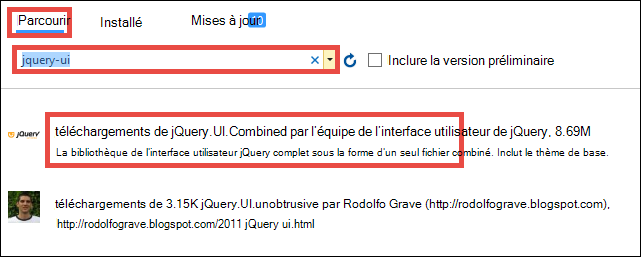 Parcourir Installé Mises à jour
jquery-ui Inclure la version préliminaire
jQuery téléchargements de jQuery.UI.Combined par l'équipe de l'interface utilisateur de jQuery, 8.69M
La bibliothèque de l'interface utilisateur jQuery complet sous la forme d'un seul fichier combiné. Inclut le thème de base.
téléchargements de 3.15K jQuery.UI.unobtrusive par Rodolfo Grave (http://rodolfograve.blogspot.com),
http://rodolfograve.blogspot.com/2011 jQuery ui.html